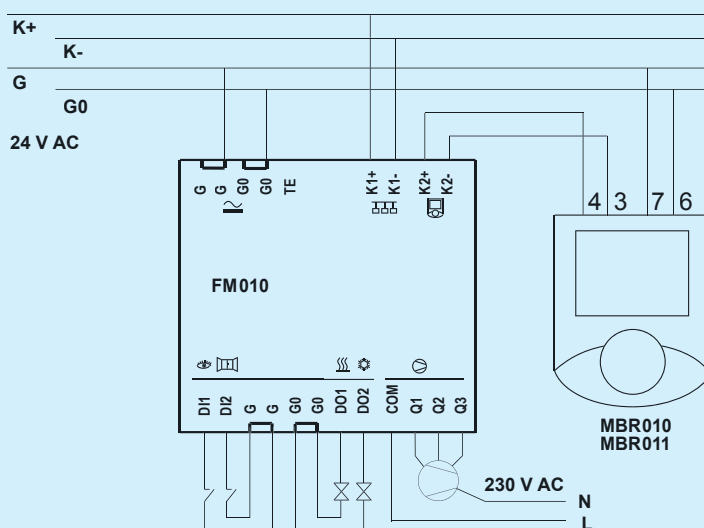 K+
K-
G
G0
24 V AC
G G G0 G0 TE K1+ K1- K2+ K2-
4 3 7 6
FM010
DI1 DI2 G G G0 G0 DO1 DO2 COM Q1 Q2 Q3
MBR010
MBR011
230 V AC
N
L